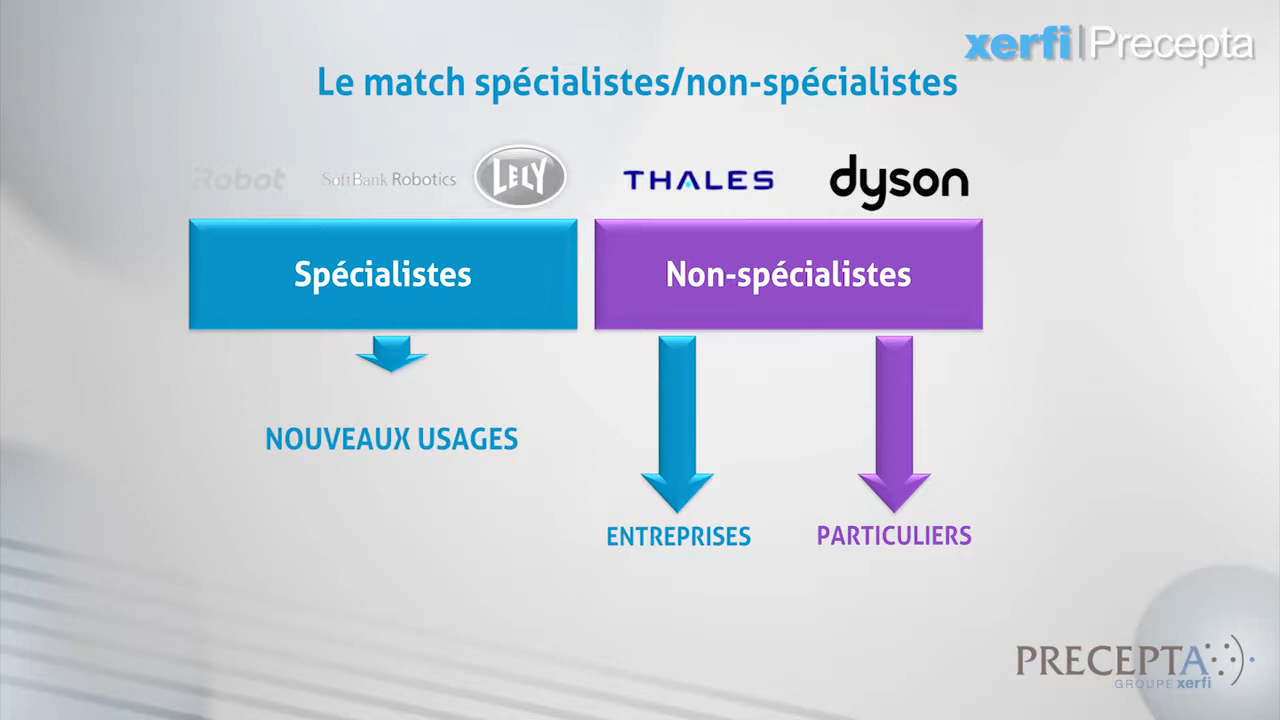 xerfi Precepta
Le match spécialistes/non-spécialistes
iRobot SoftBank Robotics LELY THALES dyson
Spécialistes Non-spécialistes
NOUVEAUX USAGES
ENTREPRISES PARTICULIERS
PRECEPTA
GROUPE xerfi